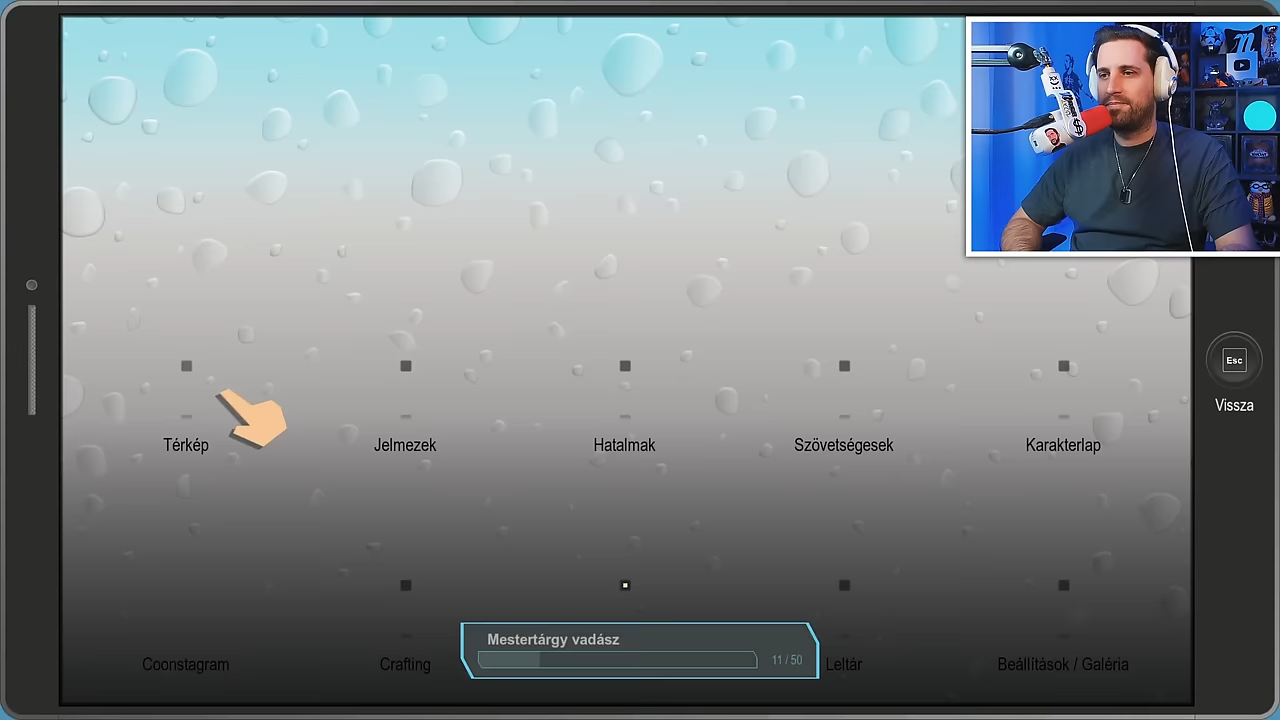 Esc
Vissza
Térkép
Jelmezek
Hatalmak
Szövetségesek
Karakterlap
Mestertárgy vadász
11 / 50
Coonstagram
Crafting
Leltár
Beállítások / Galéria